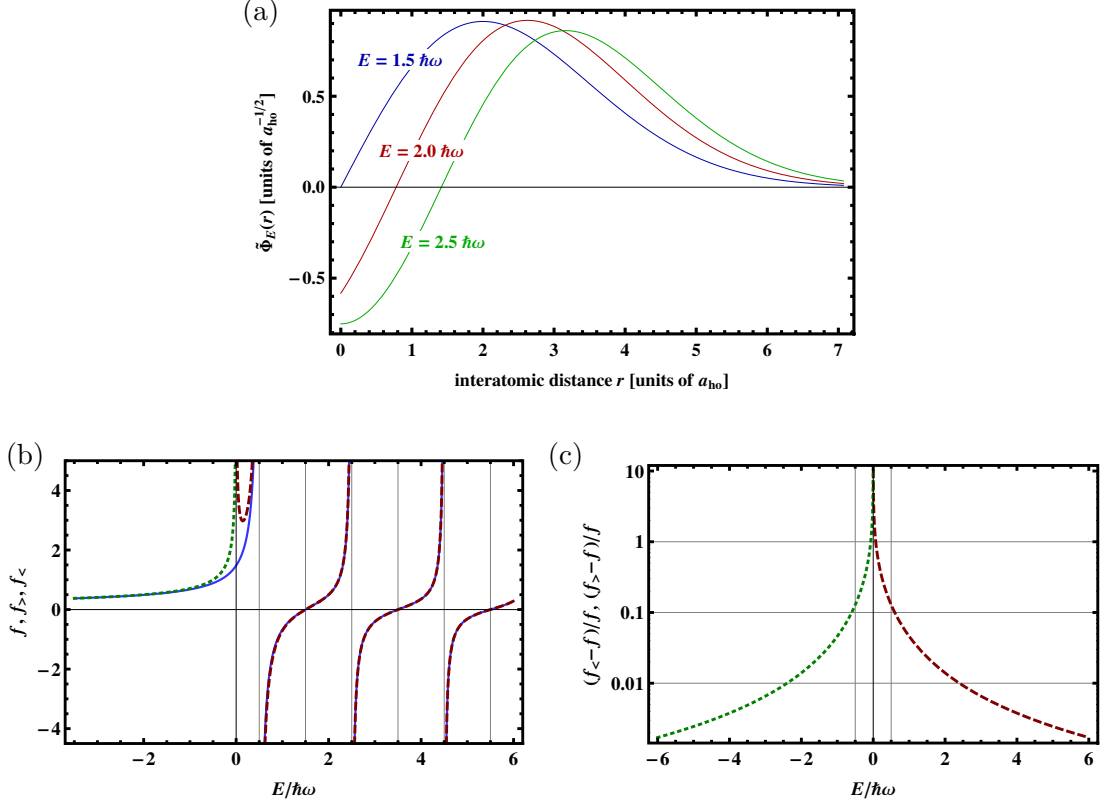 (a)
E = 1.5 ħω
E = 2.0 ħω
E = 2.5 ħω
Φ̃_E(r) [units of a_ho^{-1/2}]
0.5
0.0
−0.5
0 1 2 3 4 5 6 7
interatomic distance r [units of a_ho]
(b)
f, f_>, f_<
4
2
0
−2
−4
−2 0 2 4 6
E/ħω
(c)
(f_<−f)/f, (f_>−f)/f
10
1
0.1
0.01
−6 −4 −2 0 2 4 6
E/ħω